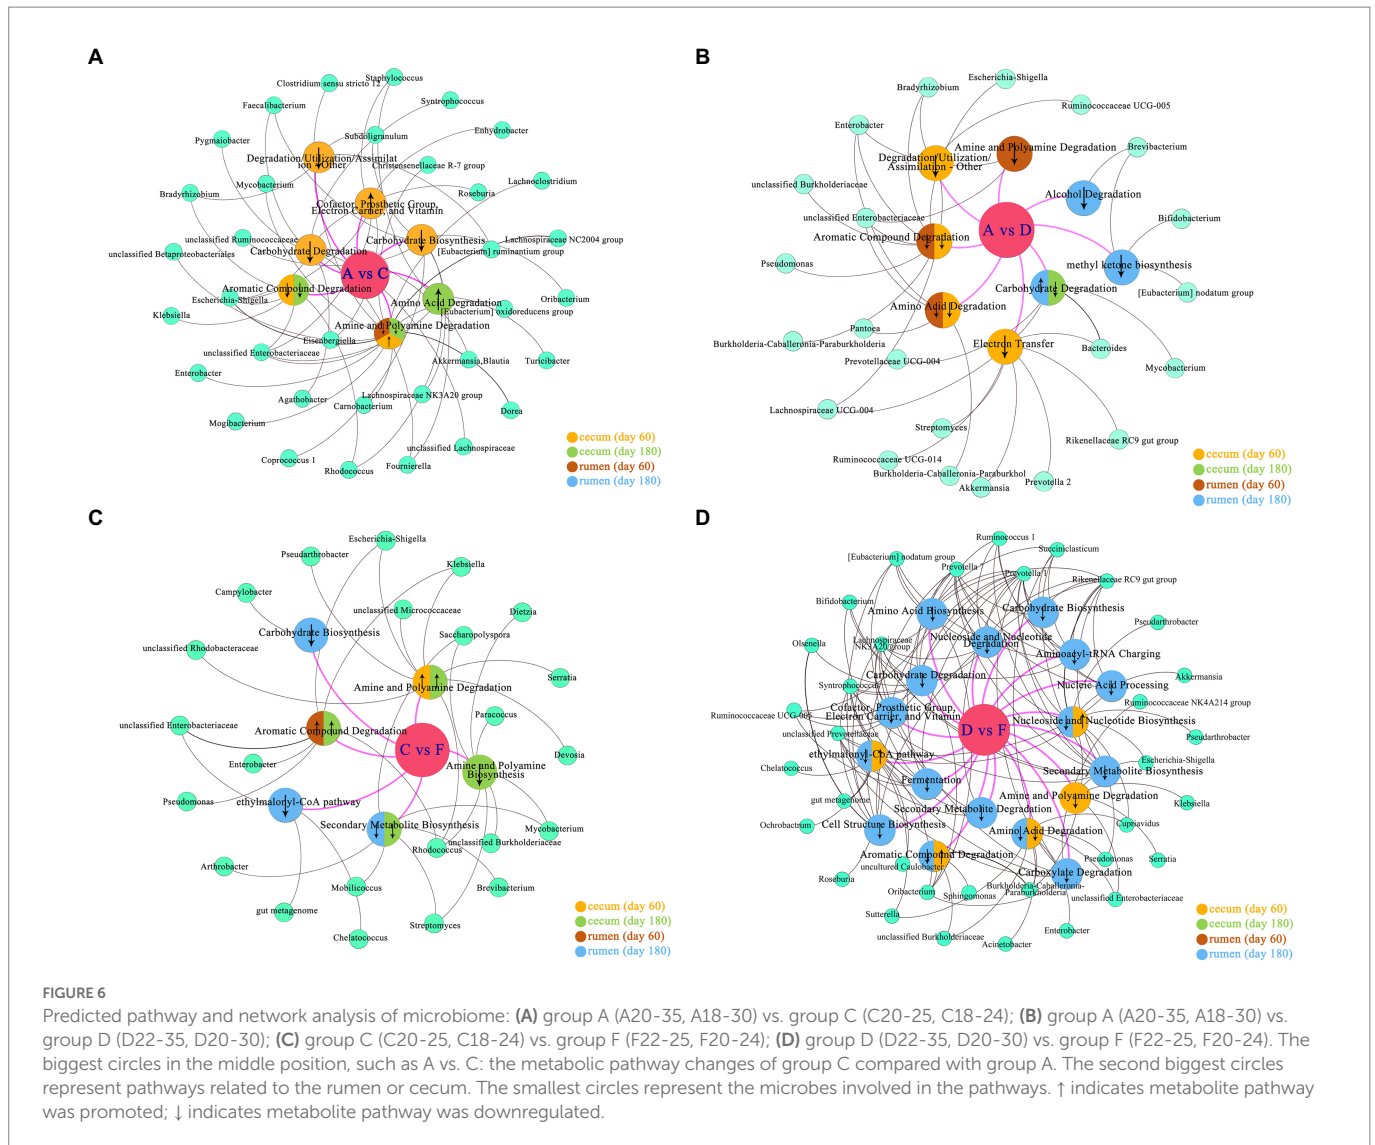 A
Clostridium sensu stricto 12
Staphylococcus
Faecalibacterium
Syntrophococcus
Pygmaiobacter
Subdoligranulum
Enhydrobacter
Degradation/Utilization/Assimilat
ion - Other
Christensenellaceae R-7 group
Mycobacterium
Lachnoclostridium
Bradyrhizobium
Roseburia
Cofactor, Prosthetic Group,
Electron Carrier, and Vitamin
unclassified Ruminococcaceae
Carbohydrate Biosynthesis
Lachnospiraceae NC2004 group
unclassified Betaproteobacteriales
Carbohydrate Degradation
[Eubacterium] ruminantium group
A vs C
Aromatic Compound Degradation
Escherichia-Shigella
Amino Acid Degradation
Oribacterium
[Eubacterium] oxidoreducens group
Klebsiella
Amine and Polyamine Degradation
Eisenbergiella
unclassified Enterobacteriaceae
Akkermansia,Blautia
Turicibacter
Enterobacter
Agathobacter
Lachnospiraceae NK3A20 group
Carnobacterium
Dorea
Mogibacterium
unclassified Lachnospiraceae
Coprococcus 1
Rhodococcus
Fournierella
cecum (day 60)
cecum (day 180)
rumen (day 60)
rumen (day 180)
B
Escherichia-Shigella
Bradyrhizobium
Ruminococcaceae UCG-005
Enterobacter
Amine and Polyamine Degradation
Brevibacterium
Degradation/Utilization/
Assimilation - Other
unclassified Burkholderiaceae
Alcohol Degradation
unclassified Enterobacteriaceae
Bifidobacterium
A vs D
Aromatic Compound Degradation
Pseudomonas
methyl ketone biosynthesis
Carbohydrate Degradation
[Eubacterium] nodatum group
Amino Acid Degradation
Pantoea
Burkholderia-Caballeronia-Paraburkholderia
Electron Transfer
Bacteroides
Prevotellaceae UCG-004
Mycobacterium
Lachnospiraceae UCG-004
Streptomyces
Rikenellaceae RC9 gut group
Ruminococcaceae UCG-014
Burkholderia-Caballeronia-Paraburkhol
Akkermansia
Prevotella 2
cecum (day 60)
cecum (day 180)
rumen (day 60)
rumen (day 180)
C
Escherichia-Shigella
Pseudarthrobacter
Klebsiella
Campylobacter
unclassified Micrococcaceae
Dietzia
Carbohydrate Biosynthesis
Saccharopolyspora
unclassified Rhodobacteraceae
Serratia
Amine and Polyamine Degradation
Paracoccus
unclassified Enterobacteriaceae
Aromatic Compound Degradation
C vs F
Devosia
Enterobacter
Amine and Polyamine
Biosynthesis
Pseudomonas
ethylmalonyl-CoA pathway
Secondary Metabolite Biosynthesis
Mycobacterium
unclassified Burkholderiaceae
Rhodococcus
Arthrobacter
Mobilicoccus
Brevibacterium
gut metagenome
Streptomyces
Chelatococcus
cecum (day 60)
cecum (day 180)
rumen (day 60)
rumen (day 180)
D
Ruminococcus 1
Succiniclasticum
[Eubacterium] nodatum group
Prevotella 7
Prevotella 1
Rikenellaceae RC9 gut group
Bifidobacterium
Amino Acid Biosynthesis
Carbohydrate Biosynthesis
Pseudarthrobacter
Olsenella
Lachnospiraceae
NK3A20 group
Nucleoside and Nucleotide
Degradation
Aminoacyl-tRNA Charging
Carbohydrate Degradation
Akkermansia
Syntrophococcus
Nucleic Acid Processing
Ruminococcaceae NK4A214 group
Cofactor, Prosthetic Group,
Electron Carrier, and Vitamin
Ruminococcaceae UCG-005
D vs F
Nucleoside and Nucleotide Biosynthesis
unclassified Prevotellaceae
Pseudarthrobacter
ethylmalonyl-CoA pathway
Chelatococcus
Escherichia-Shigella
Secondary Metabolite Biosynthesis
Fermentation
Amine and Polyamine Degradation
gut metagenome
Klebsiella
Secondary Metabolite Degradation
Ochrobactrum
Cell Structure Biosynthesis
Cupriavidus
Amino Acid Degradation
Aromatic Compound Degradation
Pseudomonas
Serratia
uncultured Caulobacter
Carboxylate Degradation
Roseburia
Oribacterium
Sphingomonas
Burkholderia-Caballeronia-
Paraburkholderia
unclassified Enterobacteriaceae
Sutterella
Enterobacter
unclassified Burkholderiaceae
Acinetobacter
cecum (day 60)
cecum (day 180)
rumen (day 60)
rumen (day 180)
FIGURE 6
Predicted pathway and network analysis of microbiome: (A) group A (A20-35, A18-30) vs. group C (C20-25, C18-24); (B) group A (A20-35, A18-30) vs.
group D (D22-35, D20-30); (C) group C (C20-25, C18-24) vs. group F (F22-25, F20-24); (D) group D (D22-35, D20-30) vs. group F (F22-25, F20-24). The
biggest circles in the middle position, such as A vs. C: the metabolic pathway changes of group C compared with group A. The second biggest circles
represent pathways related to the rumen or cecum. The smallest circles represent the microbes involved in the pathways. ↑ indicates metabolite pathway
was promoted; ↓ indicates metabolite pathway was downregulated.